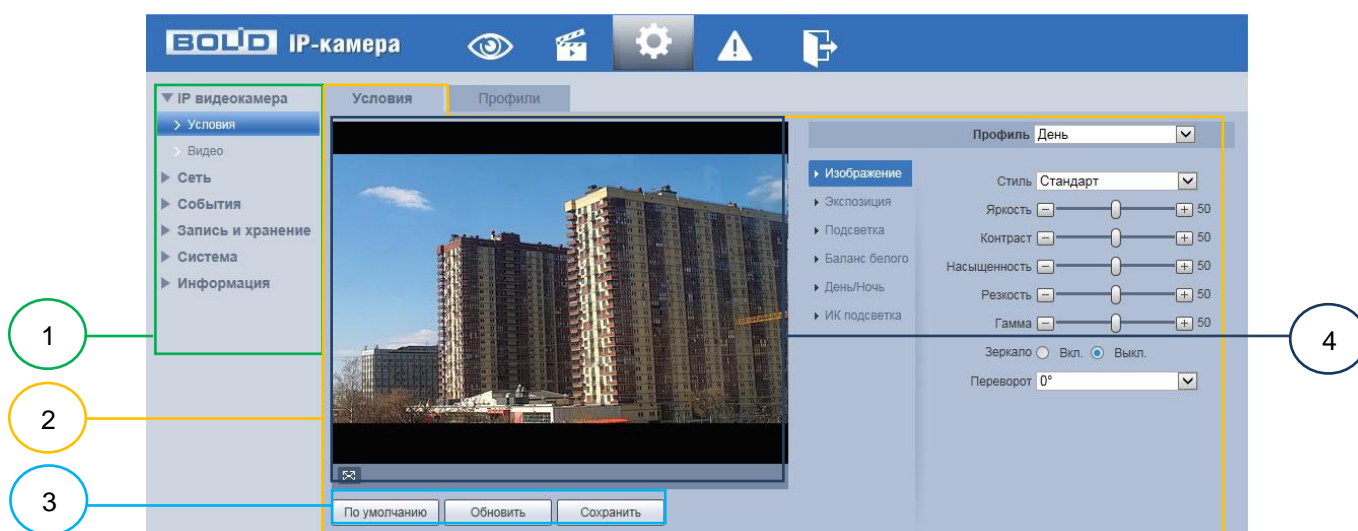 BOLID IP-камера
IP видеокамера
Условия
Видео
Сеть
События
Запись и хранение
Система
Информация
Условия
Профили
Профиль День
Изображение
Экспозиция
Подсветка
Баланс белого
День/Ночь
ИК подсветка
Стиль Стандарт
Яркость 50
Контраст 50
Насыщенность 50
Резкость 50
Гамма 50
Зеркало Вкл. Выкл.
Переворот 0°
По умолчанию
Обновить
Сохранить
1
2
3
4